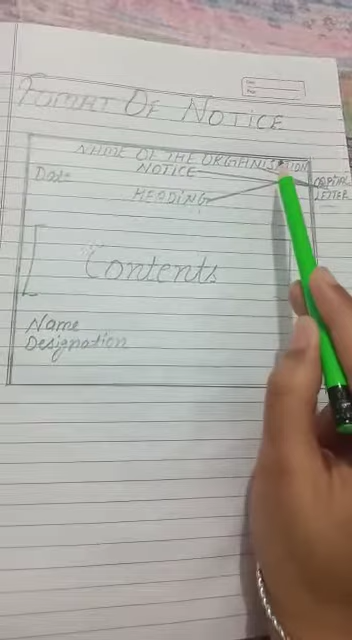 FORMAT OF NOTICE
NAME OF THE ORGANISATION
NOTICE
Date
CAPITAL
LETTER
HEADING
Contents
Name
Designation